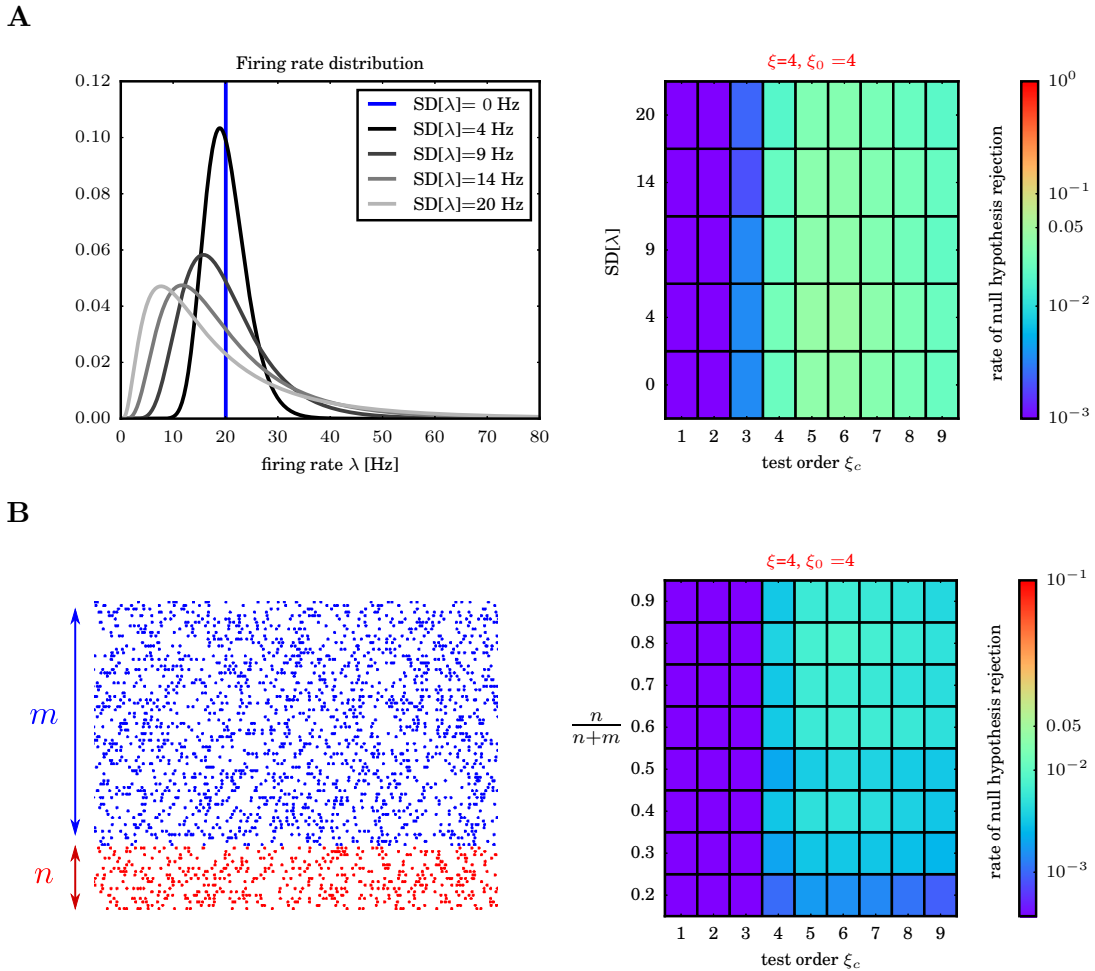 A
Firing rate distribution
0.12
0.10
0.08
0.06
0.04
0.02
0.00
SD[λ]= 0 Hz
SD[λ]=4 Hz
SD[λ]=9 Hz
SD[λ]=14 Hz
SD[λ]=20 Hz
0 10 20 30 40 50 60 70 80
firing rate λ [Hz]
ξ=4, ξ₀ =4
SD[λ]
20
14
9
4
0
1 2 3 4 5 6 7 8 9
test order ξ_c
rate of null hypothesis rejection
10⁰
10⁻¹
0.05
10⁻²
10⁻³
B
m
n
ξ=4, ξ₀ =4
n/(n+m)
0.9
0.8
0.7
0.6
0.5
0.4
0.3
0.2
1 2 3 4 5 6 7 8 9
test order ξ_c
rate of null hypothesis rejection
10⁻¹
0.05
10⁻²
10⁻³